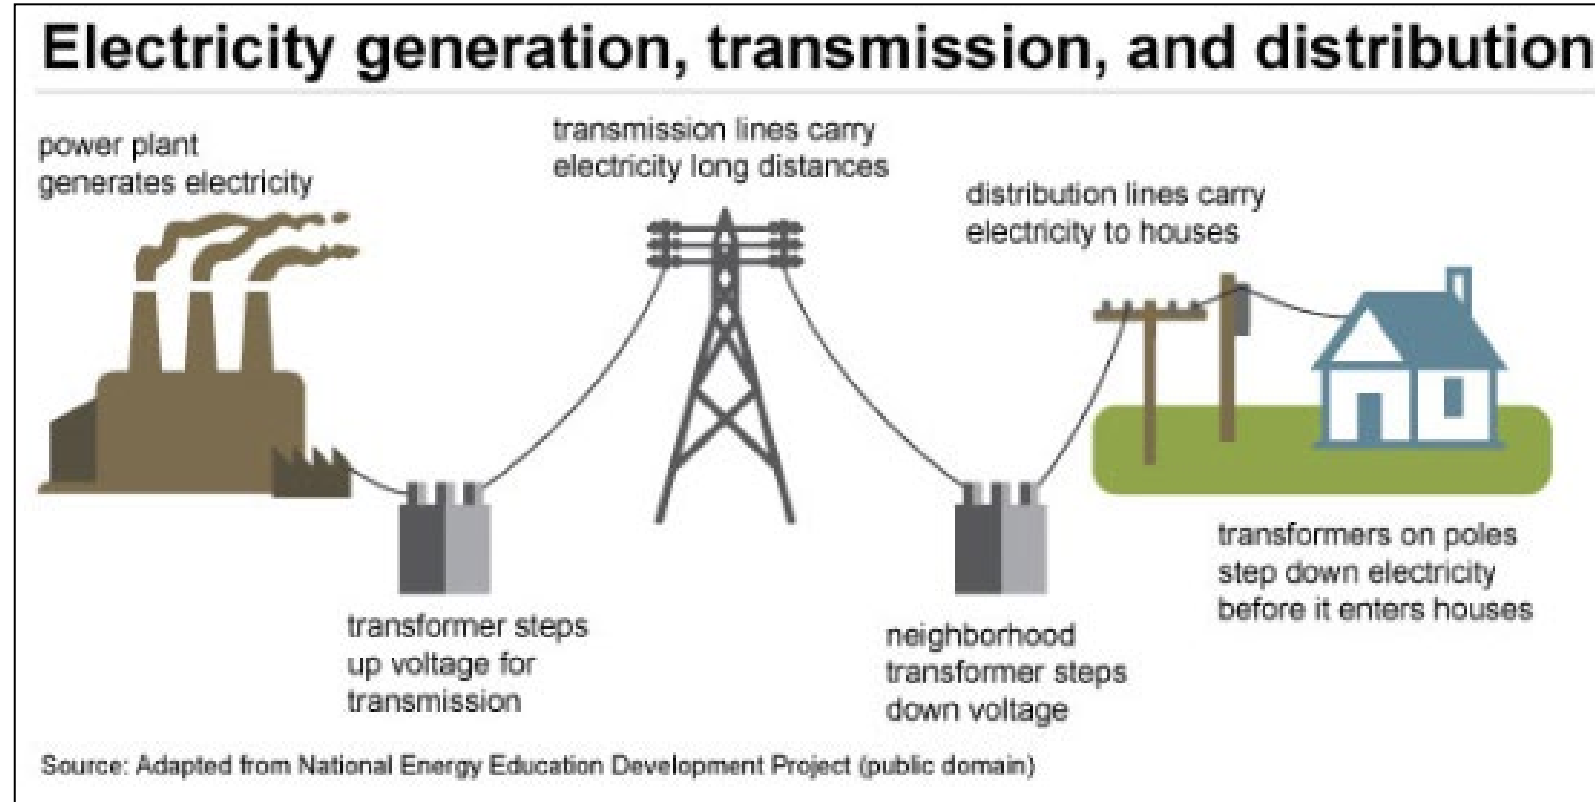 Electricity generation, transmission, and distribution
power plant
generates electricity
transmission lines carry
electricity long distances
distribution lines carry
electricity to houses
transformer steps
up voltage for
transmission
neighborhood
transformer steps
down voltage
transformers on poles
step down electricity
before it enters houses
Source: Adapted from National Energy Education Development Project (public domain)